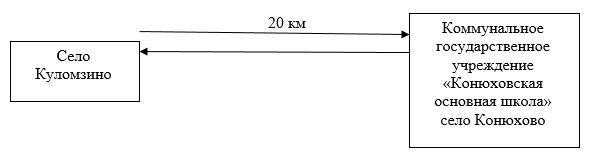 20 км
Село
Куломзино
Коммунальное
государственное
учреждение
«Конюховская
основная школа»
село Конюхово